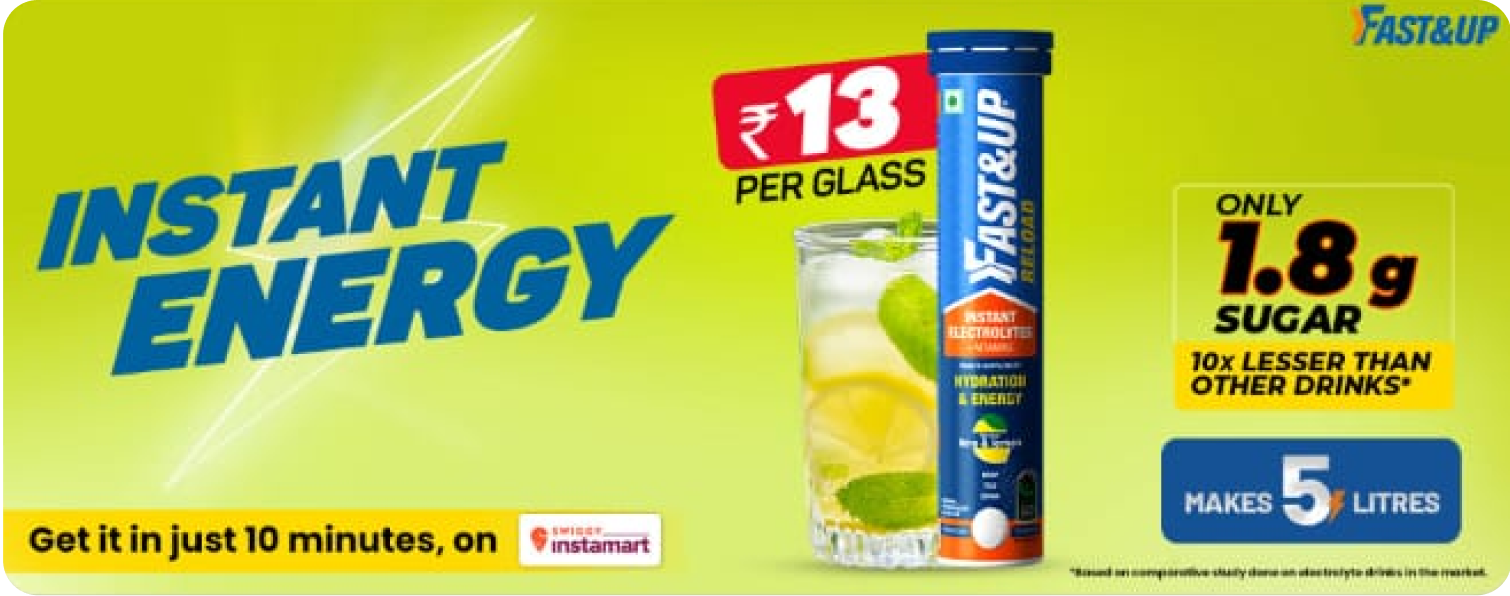 FAST&UP
INSTANT
ENERGY
₹13
PER GLASS
FAST&UP
RELOAD
INSTANT
ELECTROLYTES
HYDRATION
& ENERGY
ONLY
1.8 g
SUGAR
10x LESSER THAN
OTHER DRINKS*
MAKES 5 LITRES
Get it in just 10 minutes, on
SWIGGY
instamart
*Based on comparative study done on electrolyte drinks in the market.